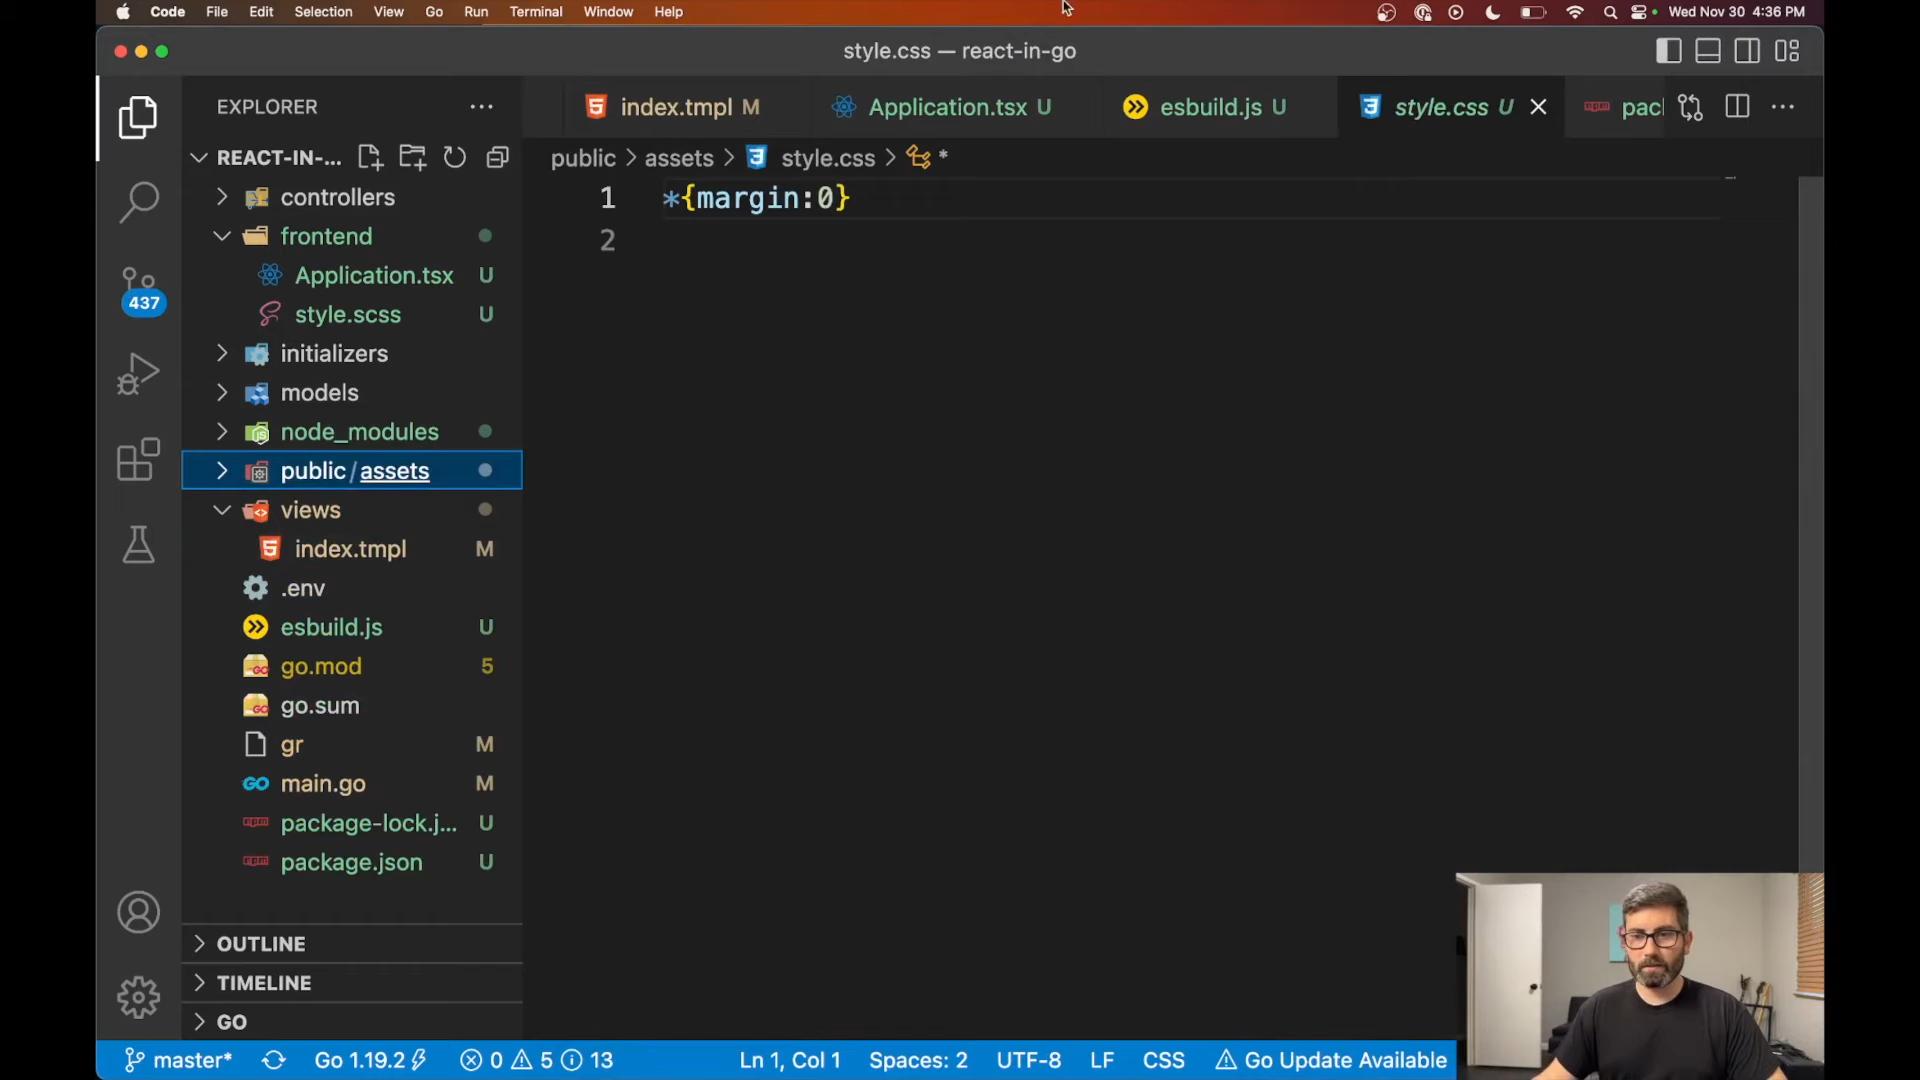 Code File Edit Selection View Go Run Terminal Window Help Wed Nov 30 4:36 PM
style.css — react-in-go
EXPLORER
index.tmpl M
Application.tsx U
esbuild.js U
style.css U
REACT-IN-...
public > assets > style.css > *
controllers
frontend
Application.tsx U
style.scss U
initializers
models
node_modules
public / assets
views
index.tmpl M
.env
esbuild.js U
go.mod 5
go.sum
gr M
main.go M
package-lock.j... U
package.json U
OUTLINE
TIMELINE
GO
437
1 *{margin:0}
2
master* Go 1.19.2 0 5 13 Ln 1, Col 1 Spaces: 2 UTF-8 LF CSS Go Update Available